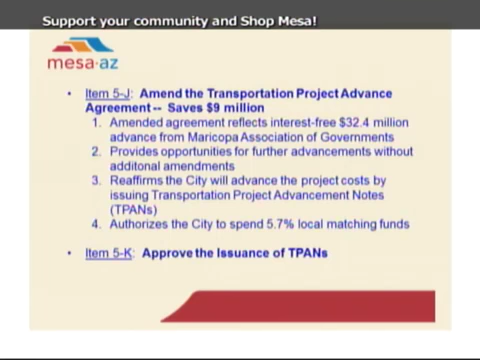 Support your community and Shop Mesa!
mesa·az
• Item 5-J: Amend the Transportation Project Advance
Agreement -- Saves $9 million
1. Amended agreement reflects interest-free $32.4 million
advance from Maricopa Association of Governments
2. Provides opportunities for further advancements without
additonal amendments
3. Reaffirms the City will advance the project costs by
issuing Transportation Project Advancement Notes
(TPANs)
4. Authorizes the City to spend 5.7% local matching funds
• Item 5-K: Approve the Issuance of TPANs